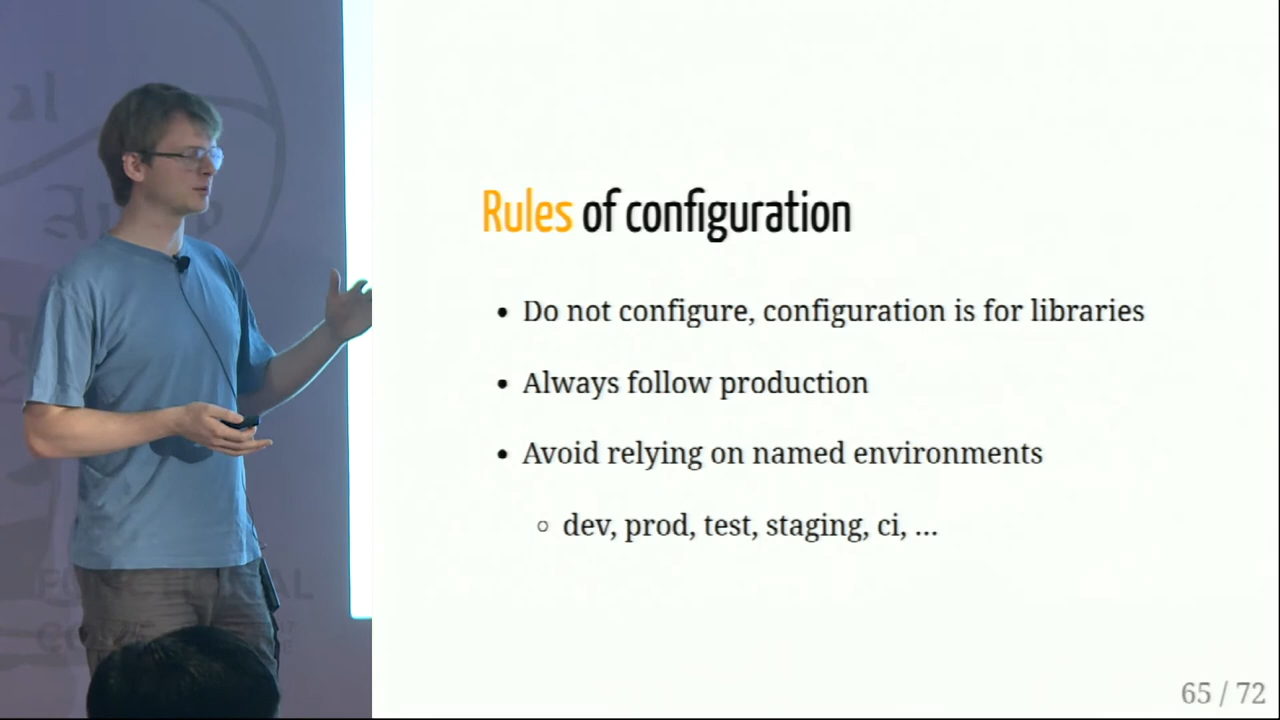 Rules of configuration
• Do not configure, configuration is for libraries
• Always follow production
• Avoid relying on named environments
○ dev, prod, test, staging, ci, ...
65 / 72